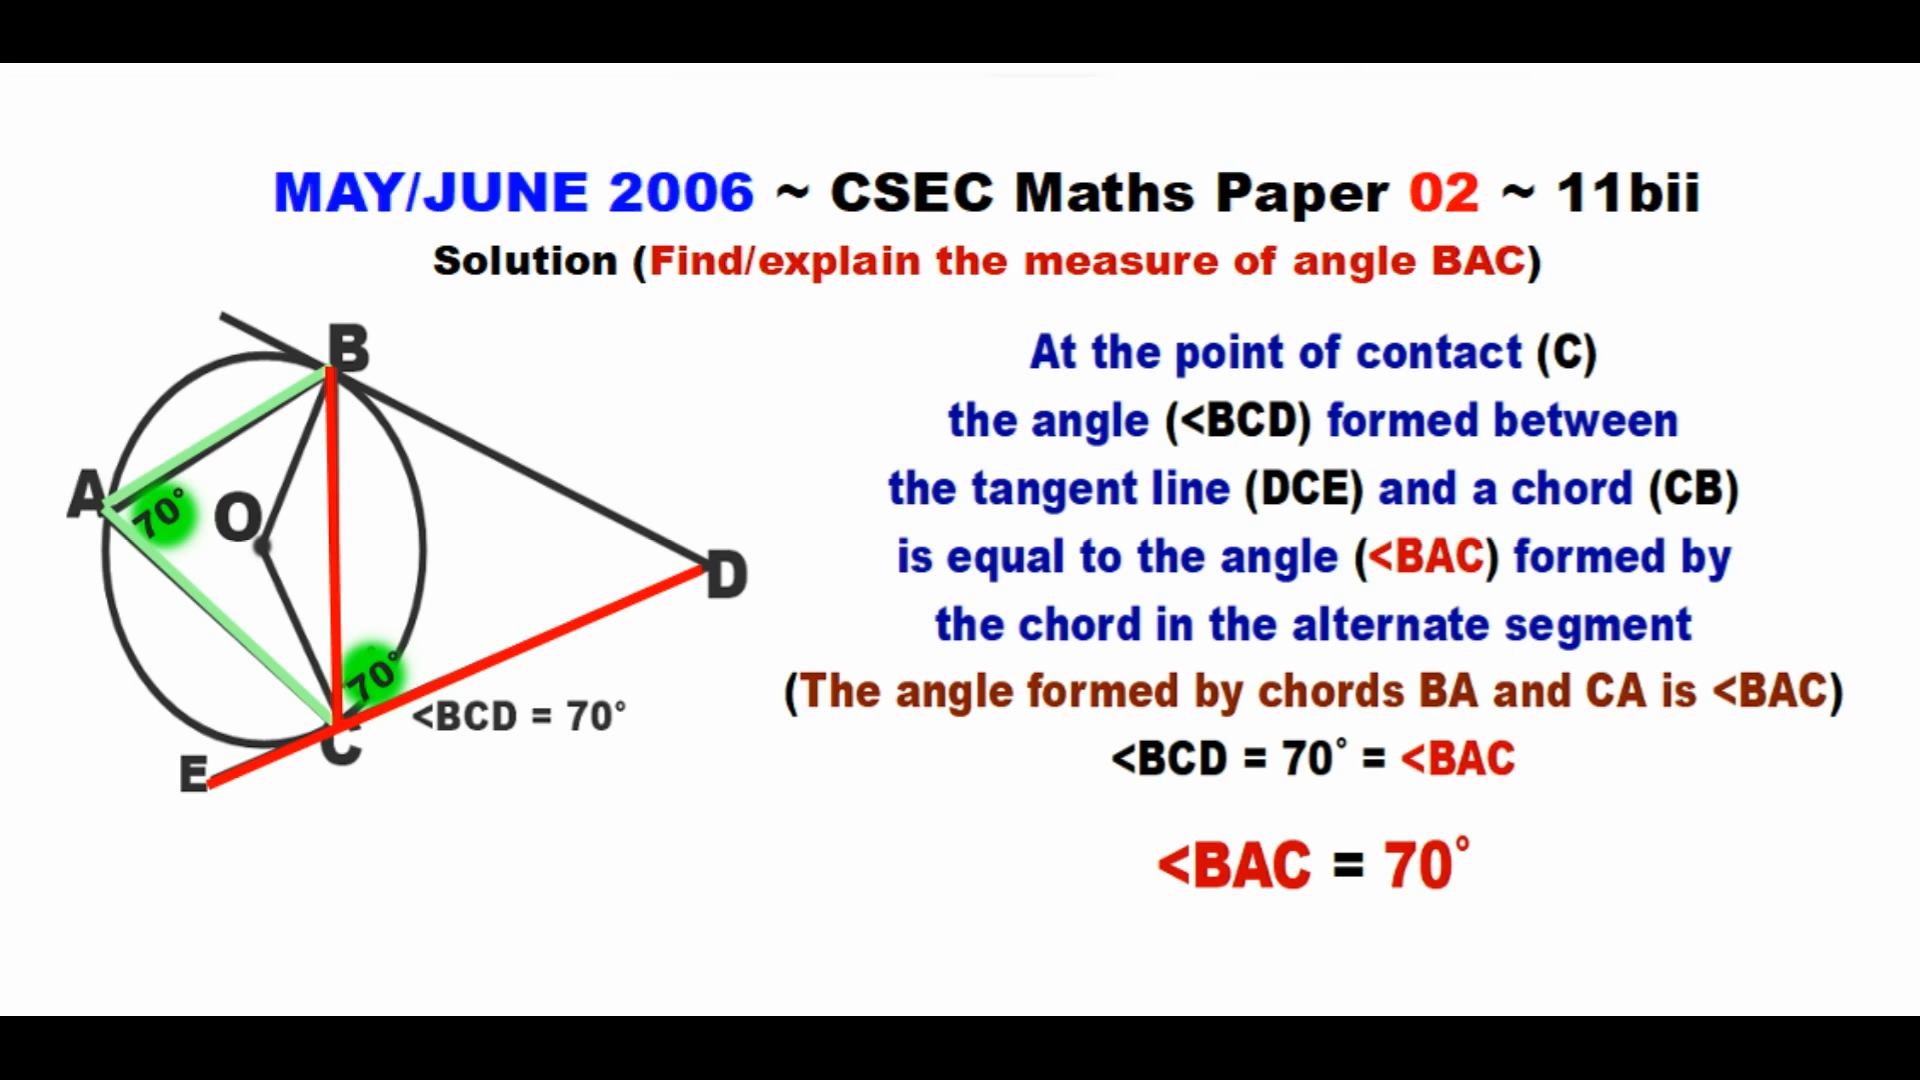 MAY/JUNE 2006 ~ CSEC Maths Paper 02 ~ 11bii
Solution (Find/explain the measure of angle BAC)
At the point of contact (C)
the angle (<BCD) formed between
the tangent line (DCE) and a chord (CB)
is equal to the angle (<BAC) formed by
the chord in the alternate segment
(The angle formed by chords BA and CA is <BAC)
<BCD = 70° = <BAC
<BAC = 70°
B
A
70°
O
D
70°
<BCD = 70°
C
E